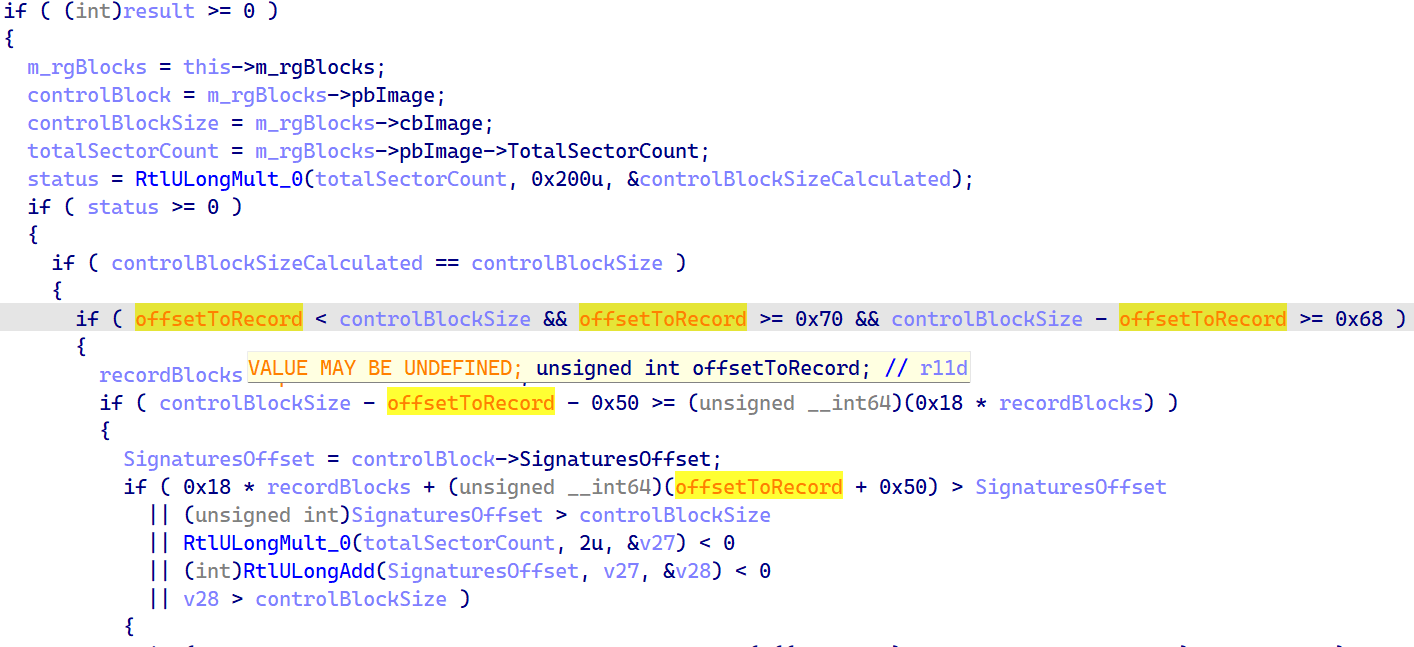 if ( (int)result >= 0 )
{
m_rgBlocks = this->m_rgBlocks;
controlBlock = m_rgBlocks->pbImage;
controlBlockSize = m_rgBlocks->cbImage;
totalSectorCount = m_rgBlocks->pbImage->TotalSectorCount;
status = RtlULongMult_0(totalSectorCount, 0x200u, &controlBlockSizeCalculated);
if ( status >= 0 )
{
if ( controlBlockSizeCalculated == controlBlockSize )
{
if ( offsetToRecord < controlBlockSize && offsetToRecord >= 0x70 && controlBlockSize - offsetToRecord >= 0x68 )
{
recordBlocks
VALUE MAY BE UNDEFINED; unsigned int offsetToRecord; // r11d
if ( controlBlockSize - offsetToRecord - 0x50 >= (unsigned __int64)(0x18 * recordBlocks) )
{
SignaturesOffset = controlBlock->SignaturesOffset;
if ( 0x18 * recordBlocks + (unsigned __int64)(offsetToRecord + 0x50) > SignaturesOffset
|| (unsigned int)SignaturesOffset > controlBlockSize
|| RtlULongMult_0(totalSectorCount, 2u, &v27) < 0
|| (int)RtlULongAdd(SignaturesOffset, v27, &v28) < 0
|| v28 > controlBlockSize )
{